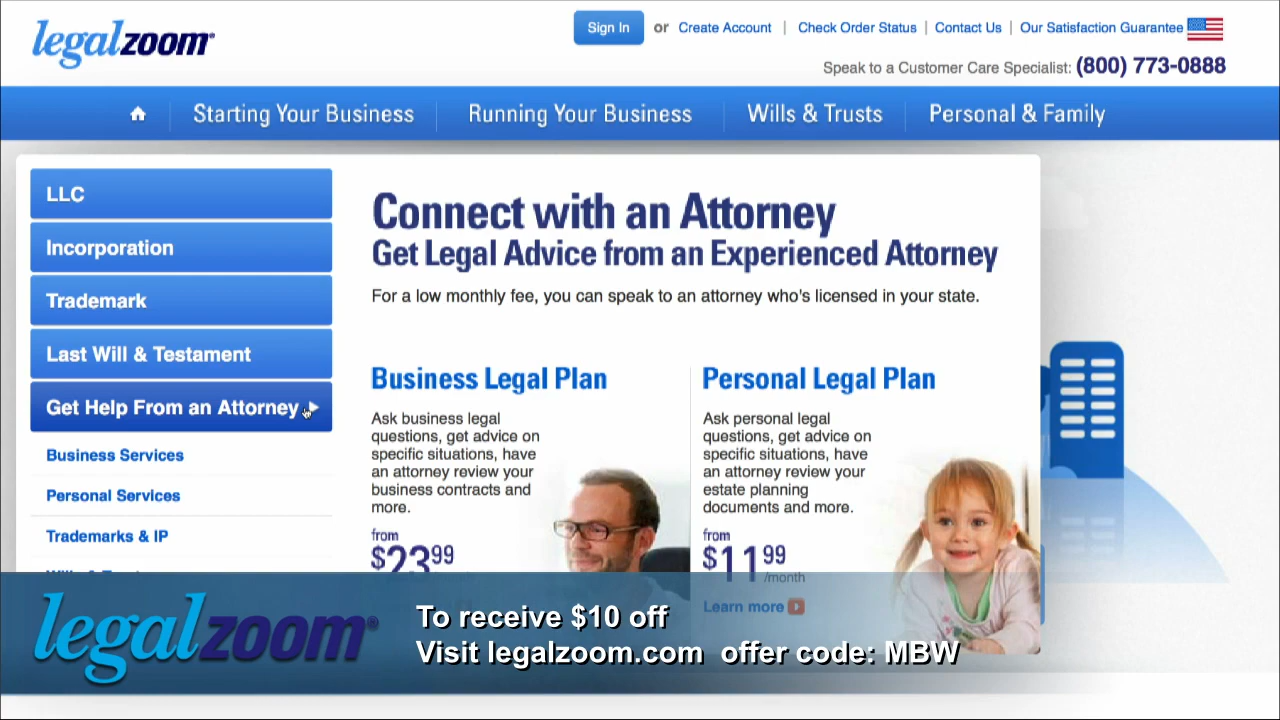 legalzoom
Sign In or Create Account | Check Order Status | Contact Us | Our Satisfaction Guarantee
Speak to a Customer Care Specialist: (800) 773-0888
Starting Your Business
Running Your Business
Wills & Trusts
Personal & Family
LLC
Incorporation
Trademark
Last Will & Testament
Get Help From an Attorney
Business Services
Personal Services
Trademarks & IP
Connect with an Attorney
Get Legal Advice from an Experienced Attorney
For a low monthly fee, you can speak to an attorney who's licensed in your state.
Business Legal Plan
Ask business legal
questions, get advice on
specific situations, have
an attorney review your
business contracts and
more.
from
$23.99
Personal Legal Plan
Ask personal legal
questions, get advice on
specific situations, have
an attorney review your
estate planning
documents and more.
from
$11.99
/month
Learn more
legalzoom®
To receive $10 off
Visit legalzoom.com offer code: MBW